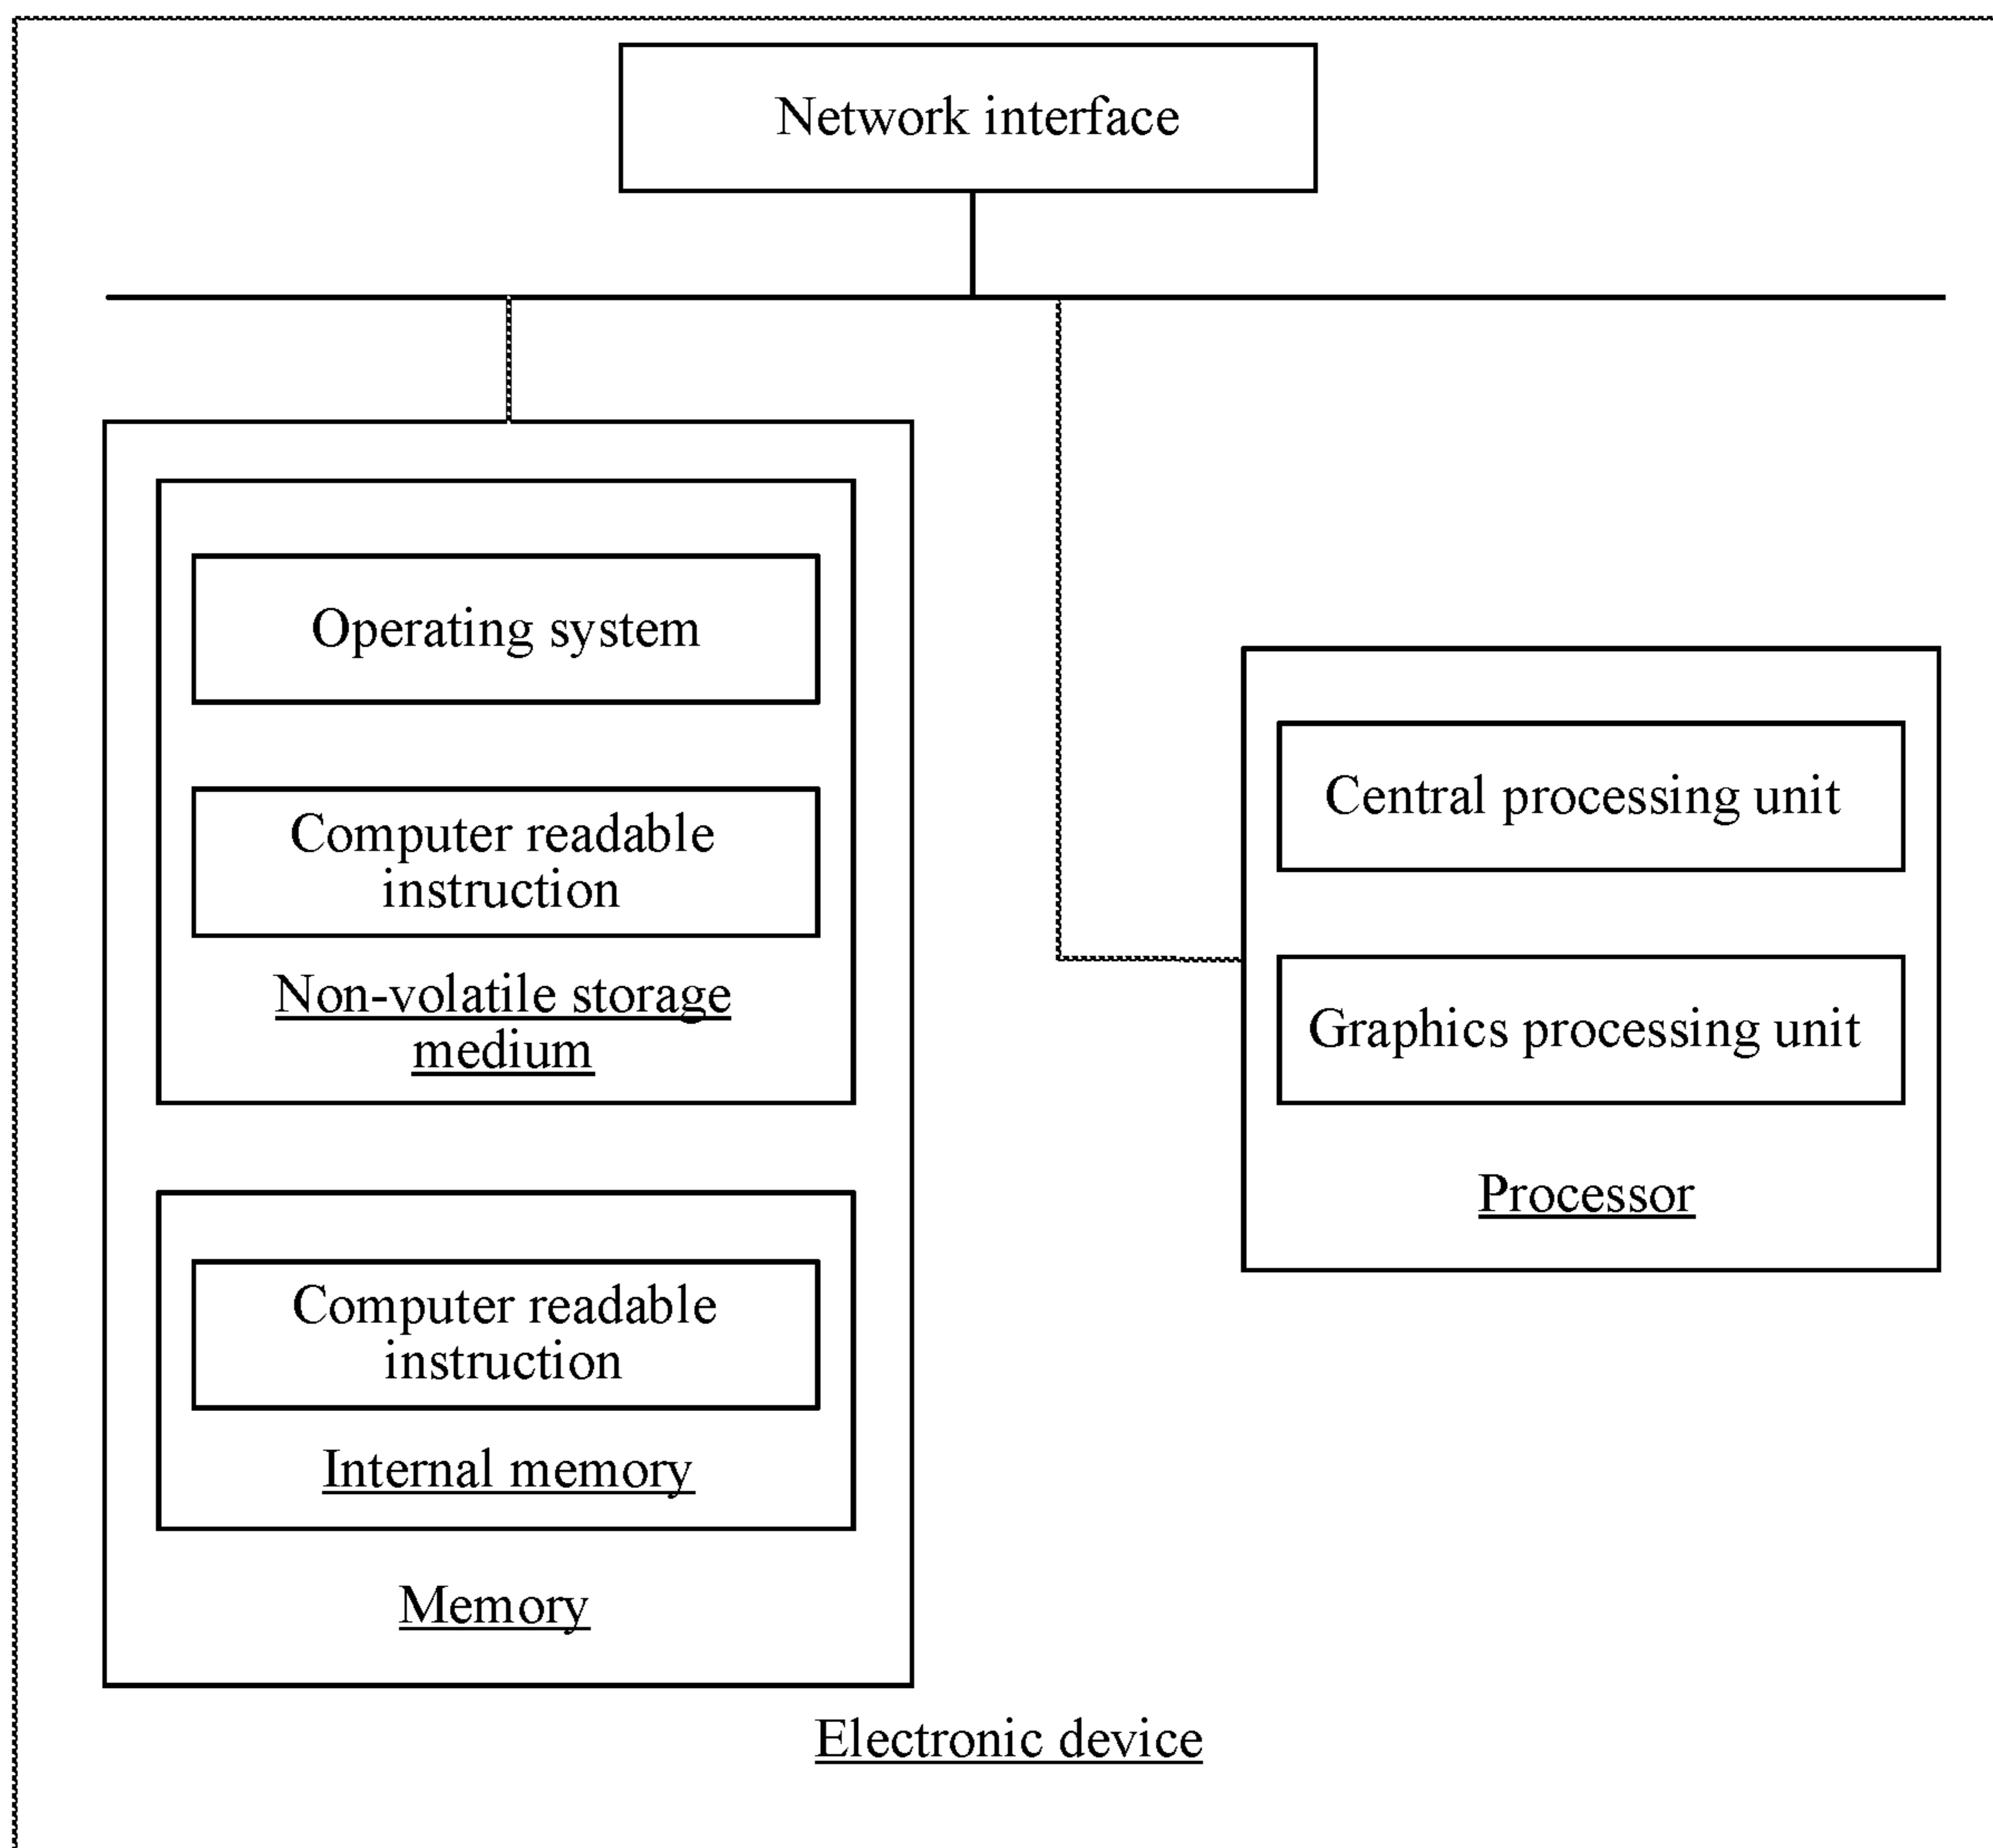 Network interface
Operating system
Computer readable
instruction
Non-volatile storage
medium
Computer readable
instruction
Internal memory
Memory
Central processing unit
Graphics processing unit
Processor
Electronic device